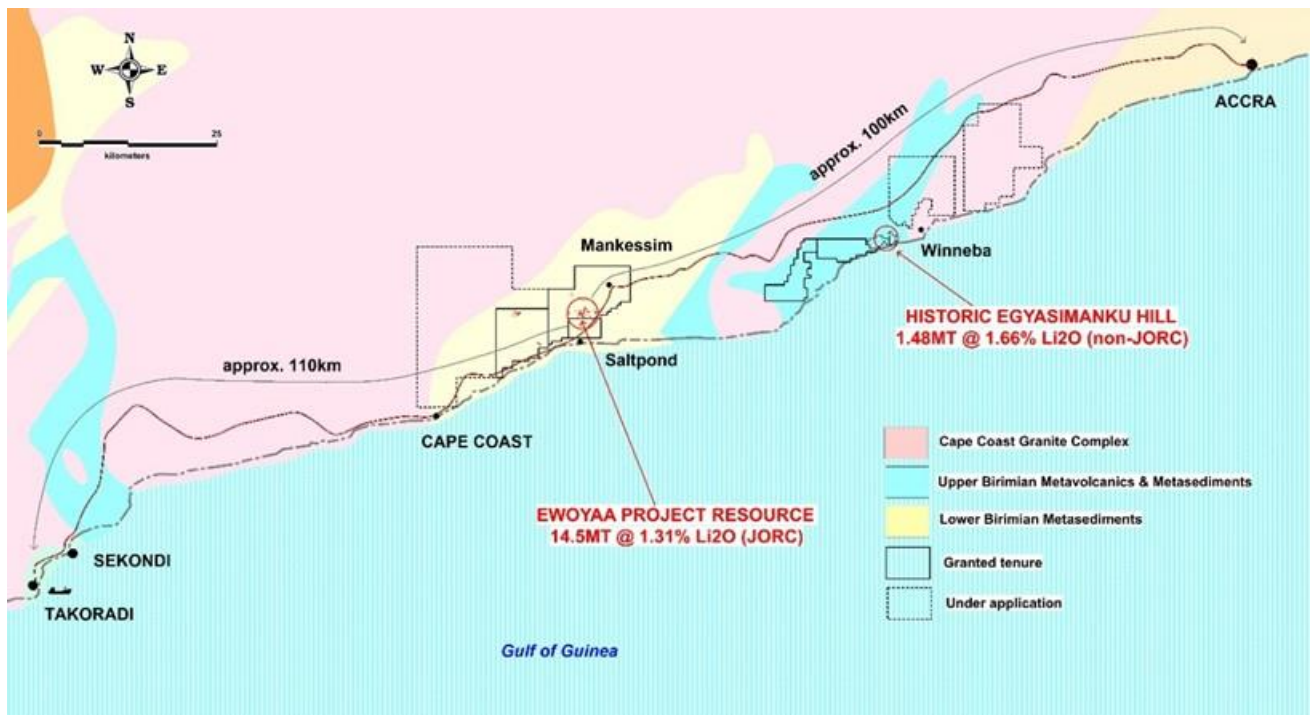 N
W
E
S
0
25
kilometers
ACCRA
approx. 100km
Mankessim
Winneba
HISTORIC EGYASIMANKU HILL
1.48MT @ 1.66% Li2O (non-JORC)
approx. 110km
Saltpond
CAPE COAST
Cape Coast Granite Complex
Upper Birimian Metavolcanics & Metasediments
EWOYAA PROJECT RESOURCE
14.5MT @ 1.31% Li2O (JORC)
Lower Birimian Metasediments
SEKONDI
Granted tenure
TAKORADI
Under application
Gulf of Guinea